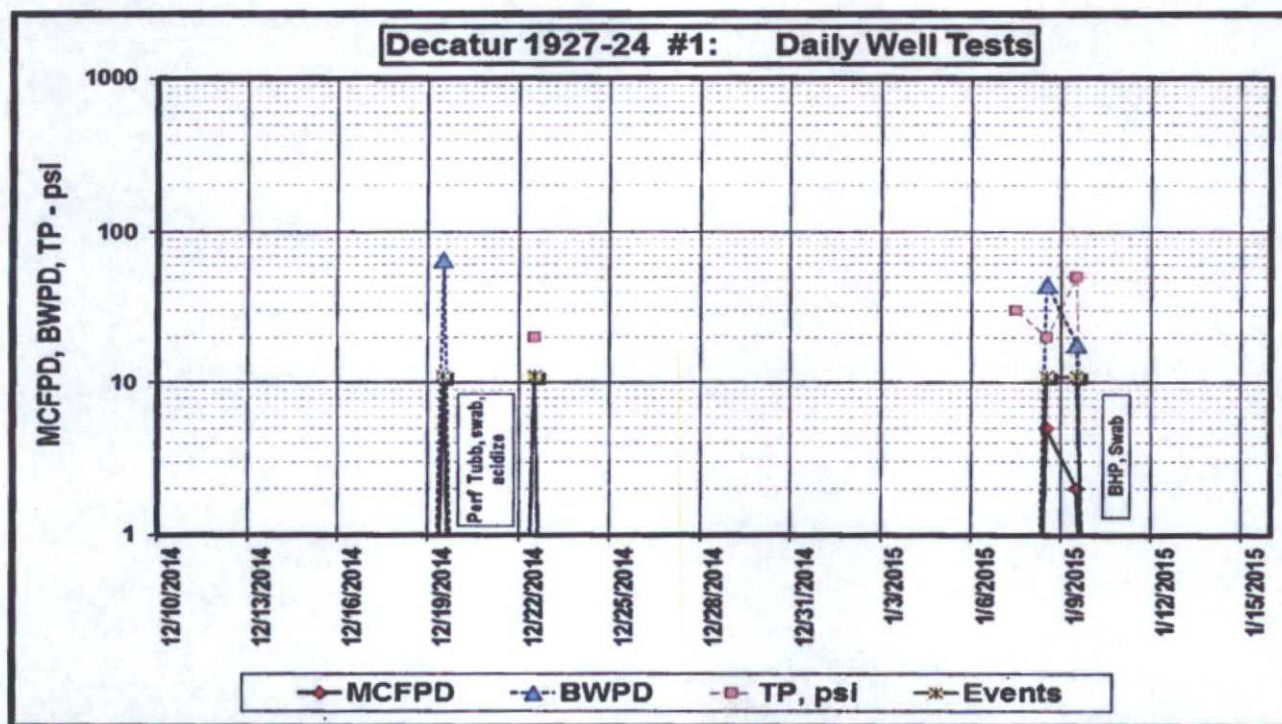 Decatur 1927-24 #1: Daily Well Tests
MCFPD, BWPD, TP - psi
1000
100
10
1
Perf Tubb, swab,
acidize
BHP, Swab
12/10/2014
12/13/2014
12/16/2014
12/19/2014
12/22/2014
12/25/2014
12/28/2014
12/31/2014
1/3/2015
1/6/2015
1/9/2015
1/12/2015
1/15/2015
MCFPD BWPD TP, psi Events